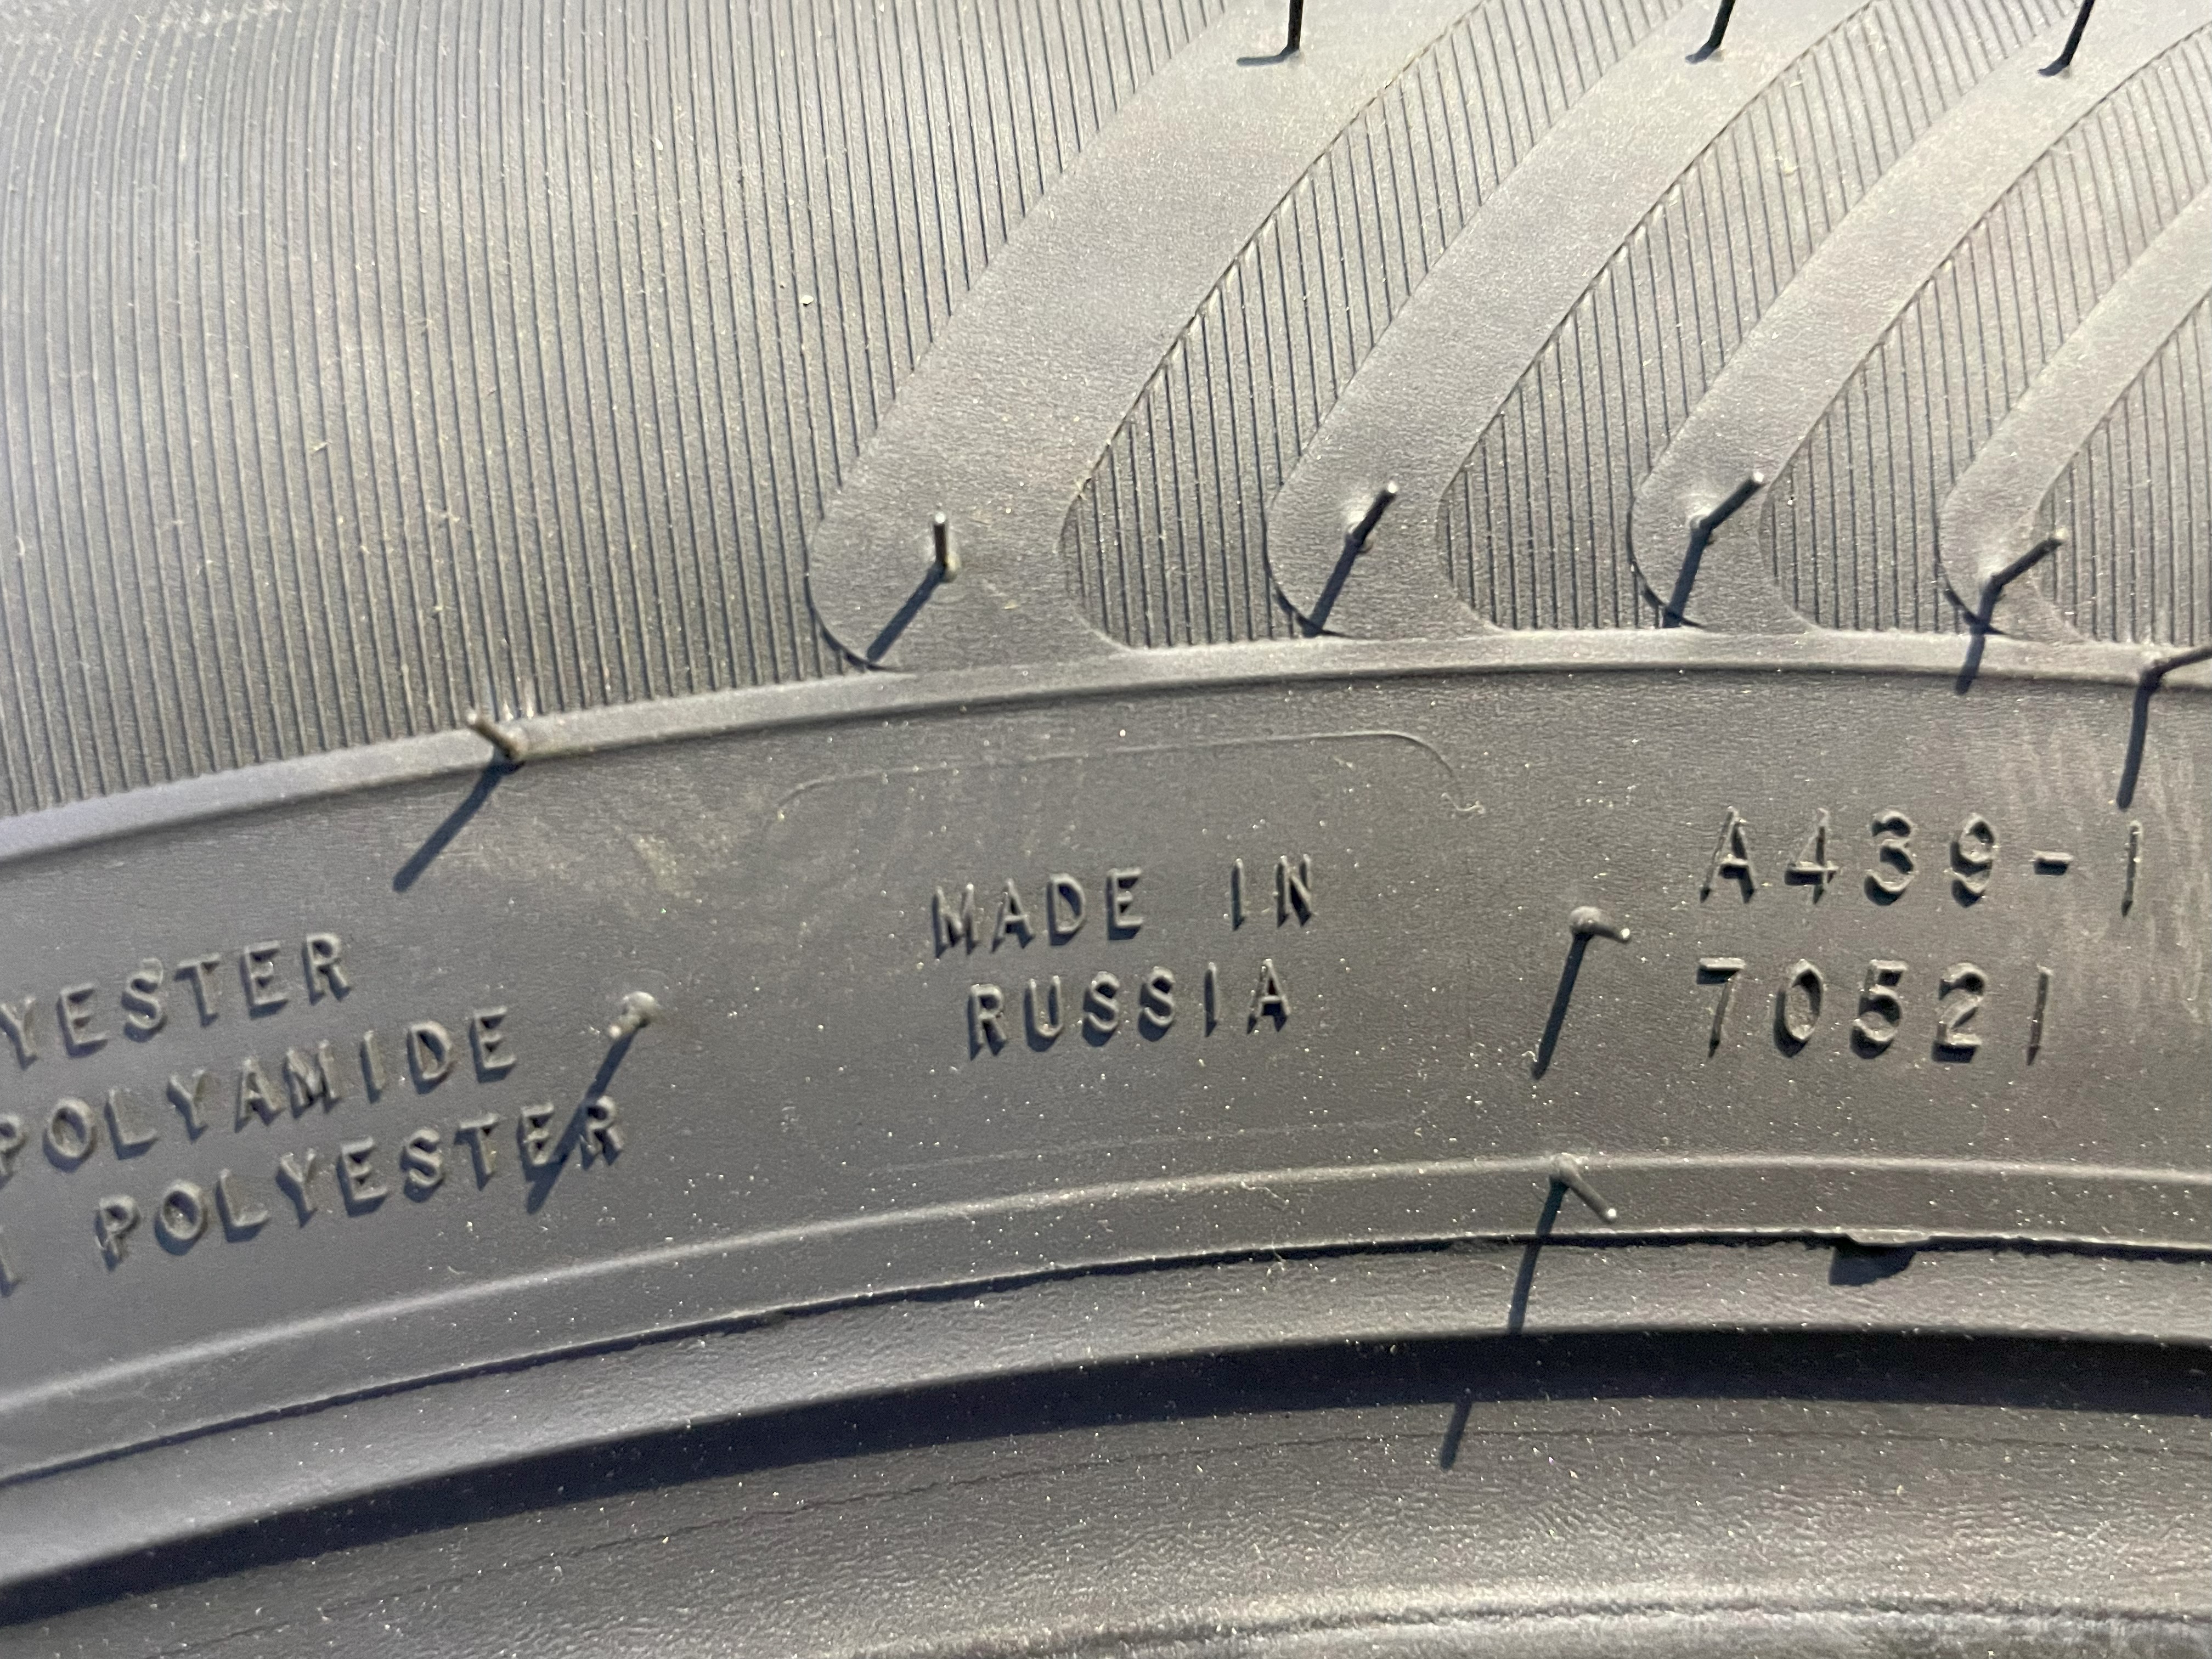 YESTER
POLYAMIDE
POLYESTER
MADE IN
RUSSIA
A439-1
70521